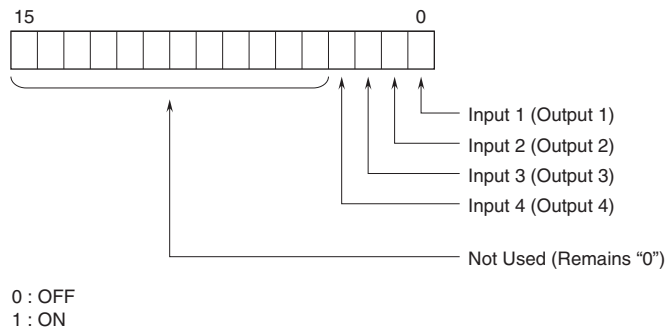 15 0
Input 1 (Output 1)
Input 2 (Output 2)
Input 3 (Output 3)
Input 4 (Output 4)
Not Used (Remains “0”)
0 : OFF
1 : ON